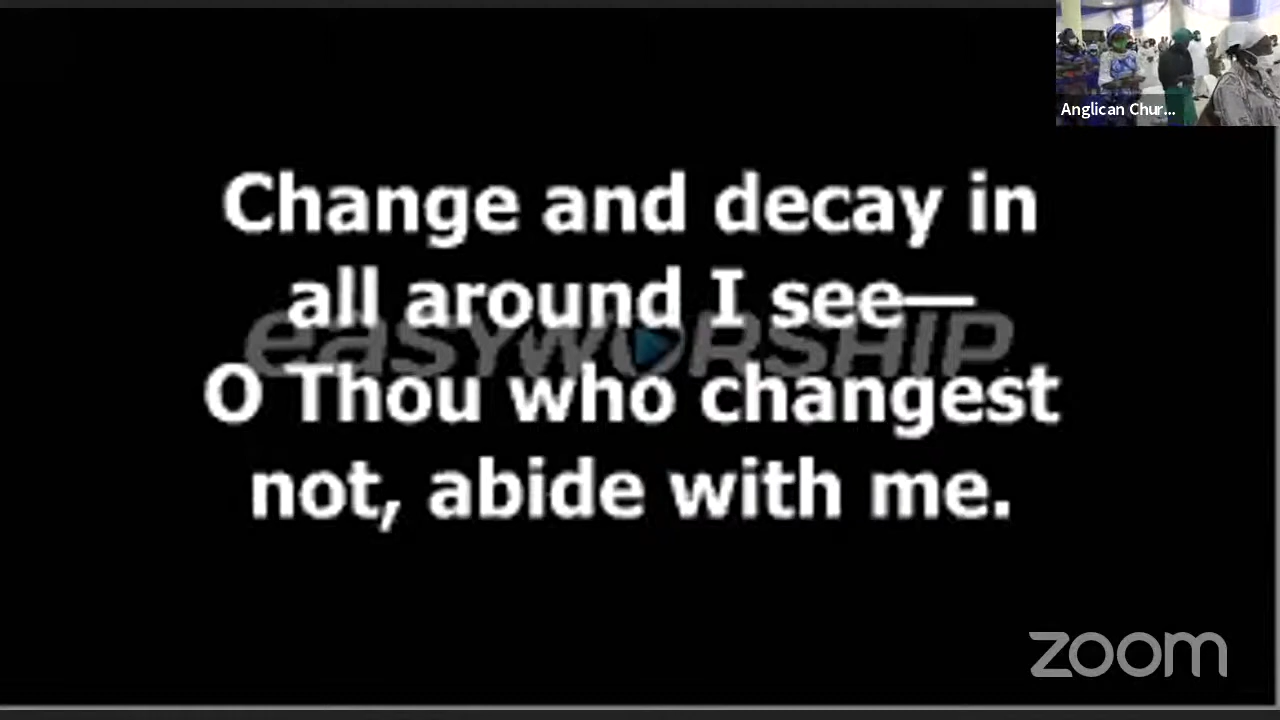 Anglican Chur...
Change and decay in
all around I see—
easyWORSHIP
O Thou who changest
not, abide with me.
zoom